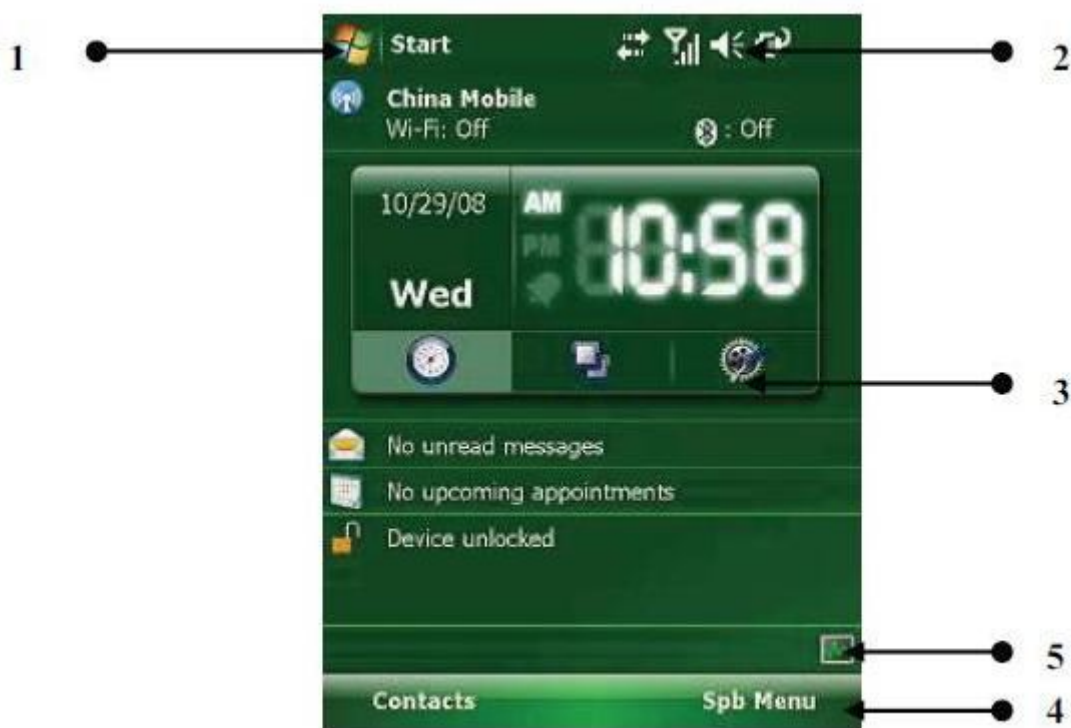 1
Start
2
China Mobile
Wi-Fi: Off
: Off
10/29/08
AM
10:58
PM
Wed
3
No unread messages
No upcoming appointments
Device unlocked
5
Contacts
Spb Menu
4